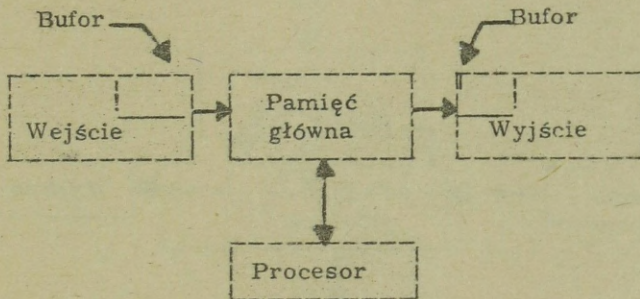 Bufor
Bufor
Wejście
Pamięć
główna
Wyjście
Procesor